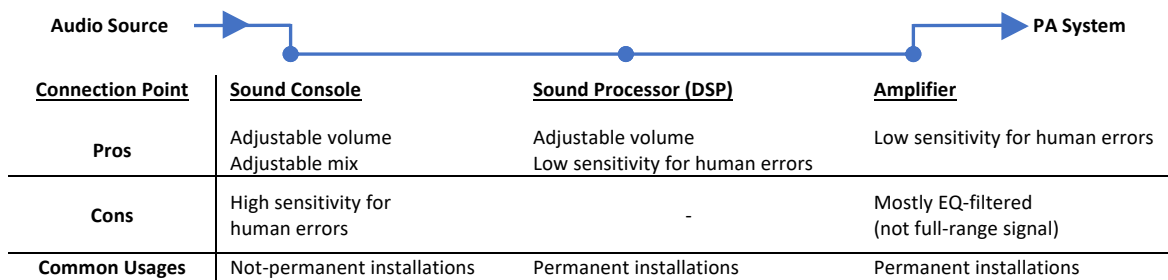 Audio Source PA System
Connection Point Sound Console Sound Processor (DSP) Amplifier
Pros Adjustable volume Adjustable volume Low sensitivity for human errors
Adjustable mix Low sensitivity for human errors
Cons High sensitivity for - Mostly EQ-filtered
human errors (not full-range signal)
Common Usages Not-permanent installations Permanent installations Permanent installations